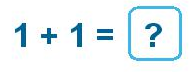 1 + 1 = ?